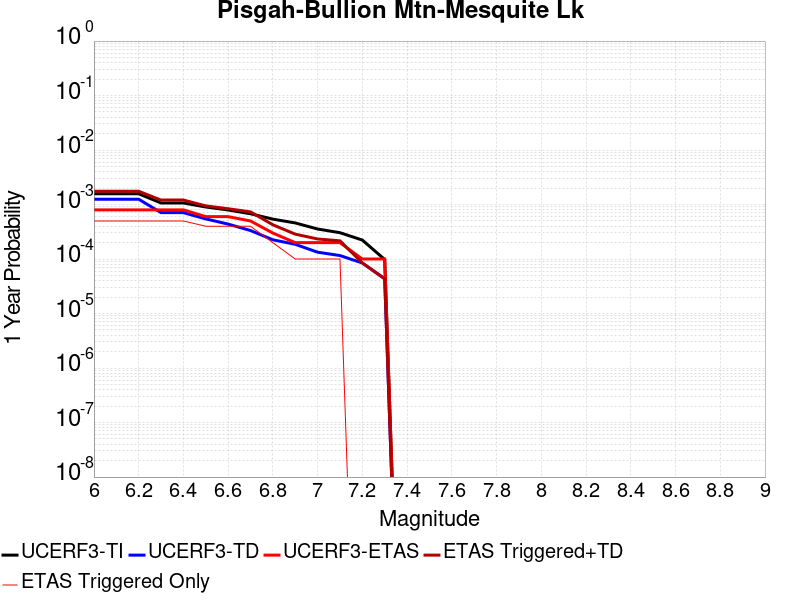 Pisgah-Bullion Mtn-Mesquite Lk
10^0
10^-1
10^-2
10^-3
10^-4
10^-5
10^-6
10^-7
10^-8
1 Year Probability
6 6.2 6.4 6.6 6.8 7 7.2 7.4 7.6 7.8 8 8.2 8.4 8.6 8.8 9
Magnitude
UCERF3-TI UCERF3-TD UCERF3-ETAS ETAS Triggered+TD
ETAS Triggered Only